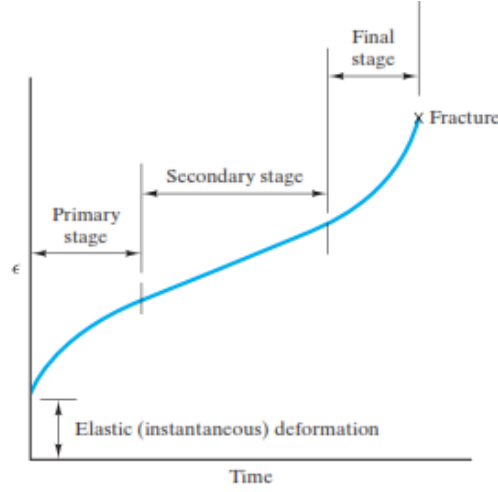 Final
stage
Fracture
Secondary stage
Primary
stage
ϵ
Elastic (instantaneous) deformation
Time